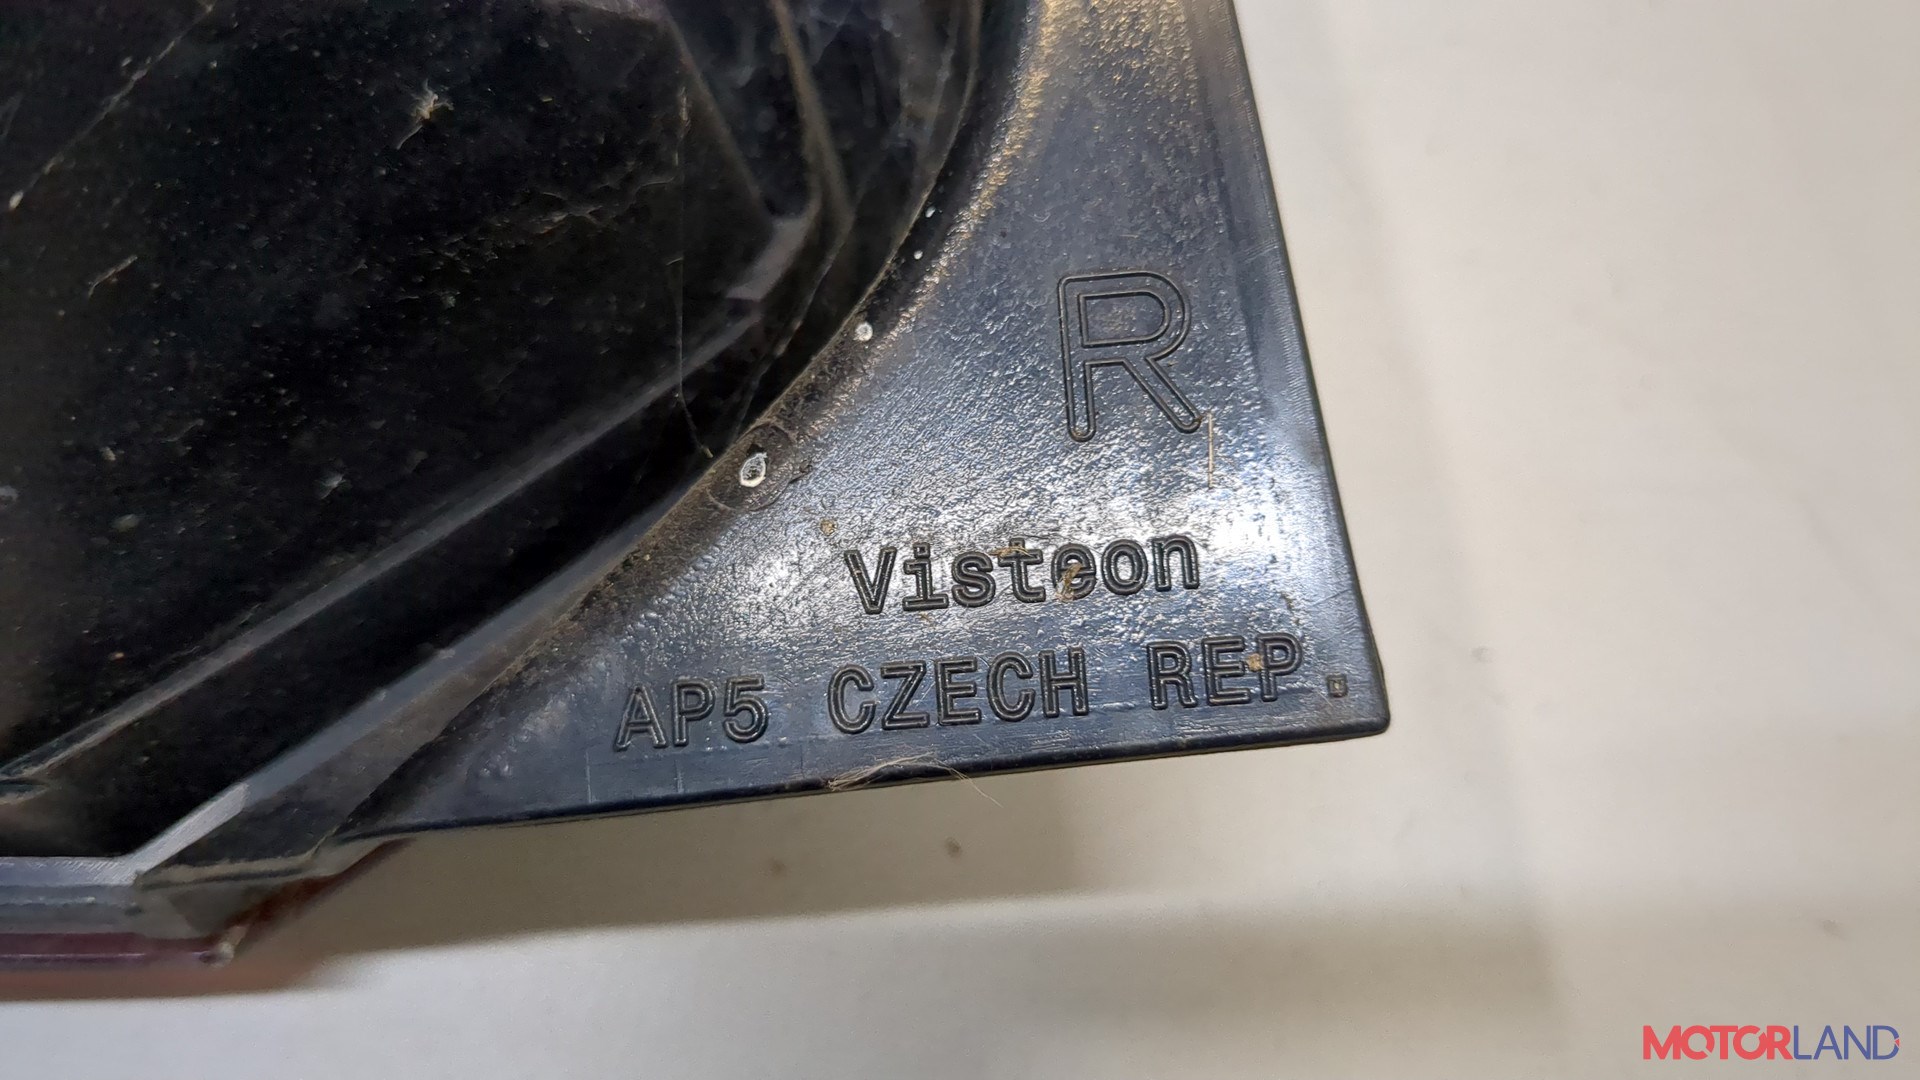 R
Visteon
AP5 CZECH REP.
MOTORLAND